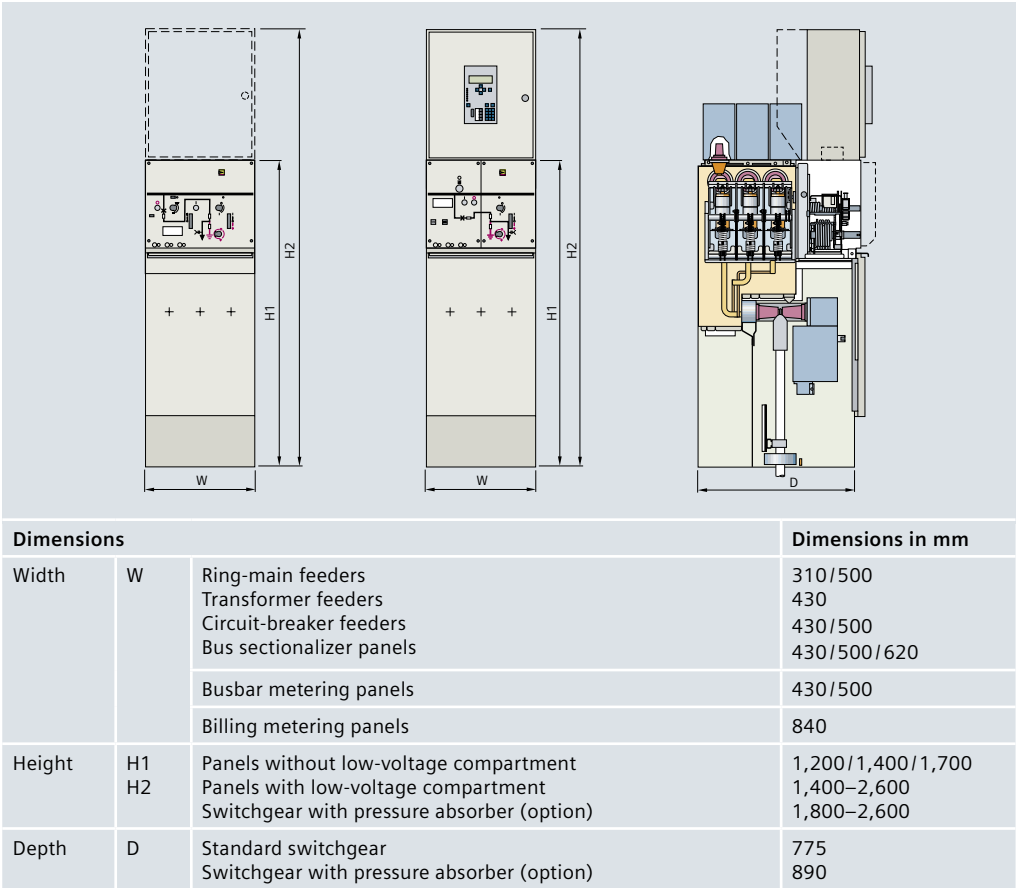 H2
H1
W
H2
H1
W
D
Dimensions Dimensions in mm
Width W Ring-main feeders 310/500
Transformer feeders 430
Circuit-breaker feeders 430/500
Bus sectionalizer panels 430/500/620
Busbar metering panels 430/500
Billing metering panels 840
Height H1 Panels without low-voltage compartment 1,200/1,400/1,700
H2 Panels with low-voltage compartment 1,400–2,600
Switchgear with pressure absorber (option) 1,800–2,600
Depth D Standard switchgear 775
Switchgear with pressure absorber (option) 890